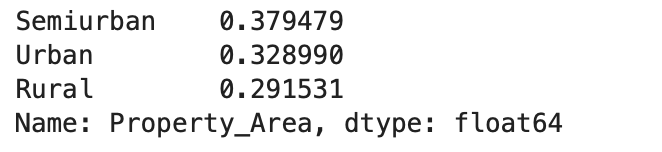 Semiurban    0.379479
Urban        0.328990
Rural        0.291531
Name: Property_Area, dtype: float64